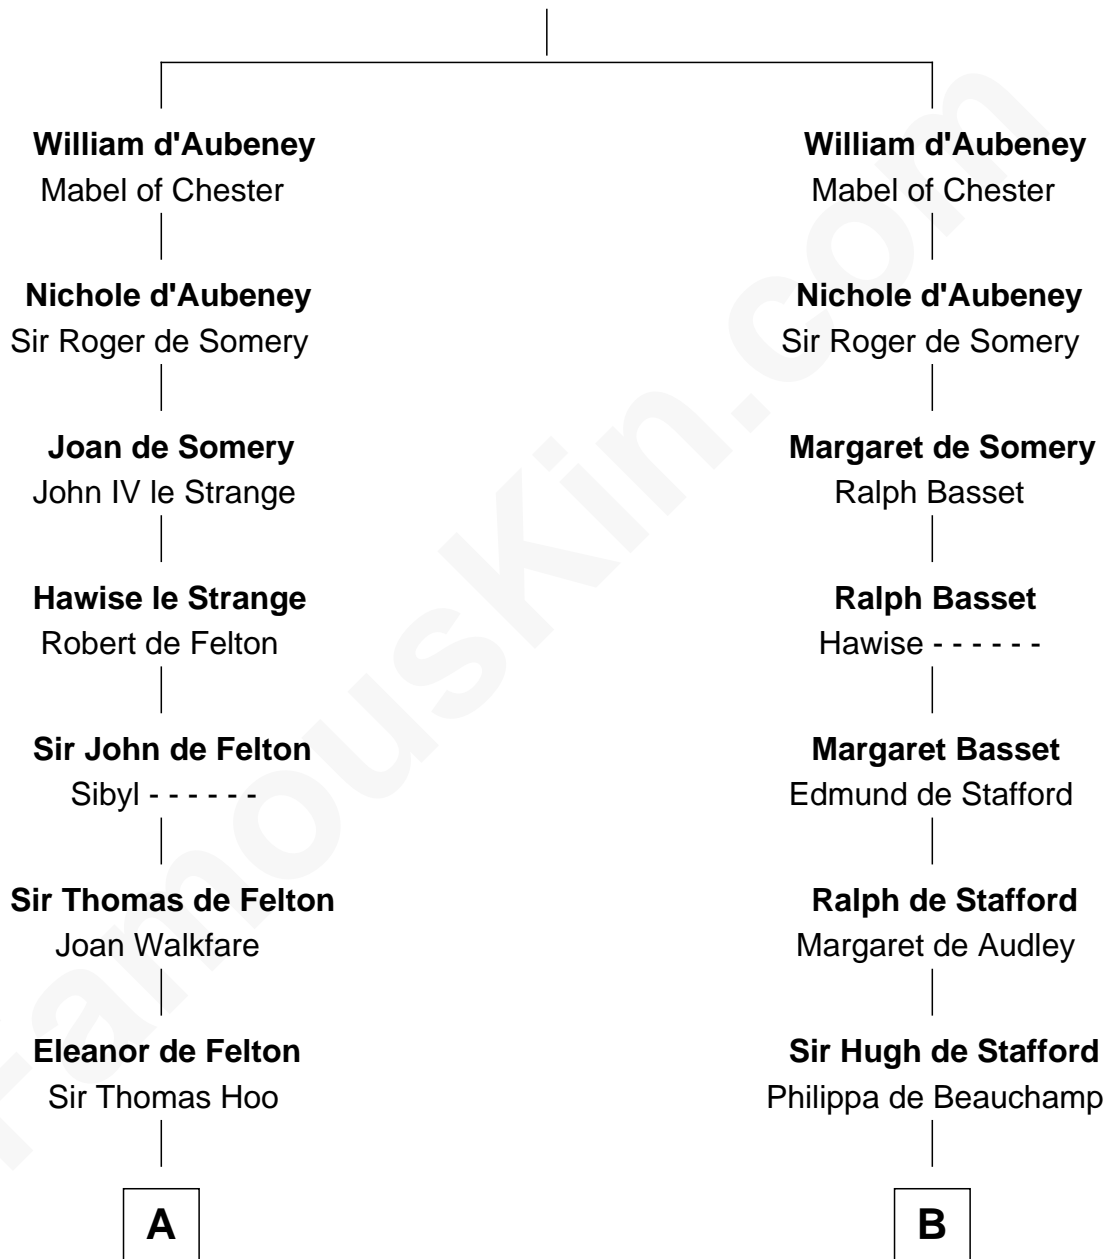 William d'Aubeney
Mabel of Chester
Nichole d'Aubeney
Sir Roger de Somery
Joan de Somery
John IV le Strange
Hawise le Strange
Robert de Felton
Sir John de Felton
Sibyl - - - - - -
Sir Thomas de Felton
Joan Walkfare
Eleanor de Felton
Sir Thomas Hoo
A
William d'Aubeney
Mabel of Chester
Nichole d'Aubeney
Sir Roger de Somery
Margaret de Somery
Ralph Basset
Ralph Basset
Hawise - - - - - -
Margaret Basset
Edmund de Stafford
Ralph de Stafford
Margaret de Audley
Sir Hugh de Stafford
Philippa de Beauchamp
B
FamousKin.com